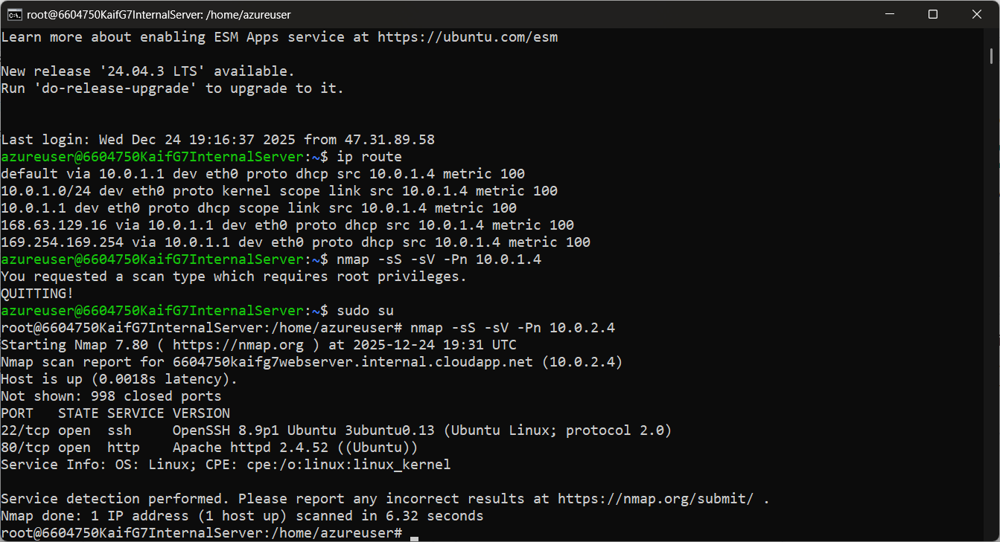 root@6604750KaifG7InternalServer: /home/azureuser
Learn more about enabling ESM Apps service at https://ubuntu.com/esm
New release '24.04.3 LTS' available.
Run 'do-release-upgrade' to upgrade to it.
Last login: Wed Dec 24 19:16:37 2025 from 47.31.89.58
azureuser@6604750KaifG7InternalServer:~$ ip route
default via 10.0.1.1 dev eth0 proto dhcp src 10.0.1.4 metric 100
10.0.1.0/24 dev eth0 proto kernel scope link src 10.0.1.4 metric 100
10.0.1.1 dev eth0 proto dhcp scope link src 10.0.1.4 metric 100
168.63.129.16 via 10.0.1.1 dev eth0 proto dhcp src 10.0.1.4 metric 100
169.254.169.254 via 10.0.1.1 dev eth0 proto dhcp src 10.0.1.4 metric 100
azureuser@6604750KaifG7InternalServer:~$ nmap -sS -sV -Pn 10.0.1.4
You requested a scan type which requires root privileges.
QUITTING!
azureuser@6604750KaifG7InternalServer:~$ sudo su
root@6604750KaifG7InternalServer:/home/azureuser# nmap -sS -sV -Pn 10.0.2.4
Starting Nmap 7.80 ( https://nmap.org ) at 2025-12-24 19:31 UTC
Nmap scan report for 6604750kaifg7webserver.internal.cloudapp.net (10.0.2.4)
Host is up (0.0018s latency).
Not shown: 998 closed ports
PORT   STATE SERVICE VERSION
22/tcp open  ssh     OpenSSH 8.9p1 Ubuntu 3ubuntu0.13 (Ubuntu Linux; protocol 2.0)
80/tcp open  http    Apache httpd 2.4.52 ((Ubuntu))
Service Info: OS: Linux; CPE: cpe:/o:linux:linux_kernel
Service detection performed. Please report any incorrect results at https://nmap.org/submit/ .
Nmap done: 1 IP address (1 host up) scanned in 6.32 seconds
root@6604750KaifG7InternalServer:/home/azureuser#